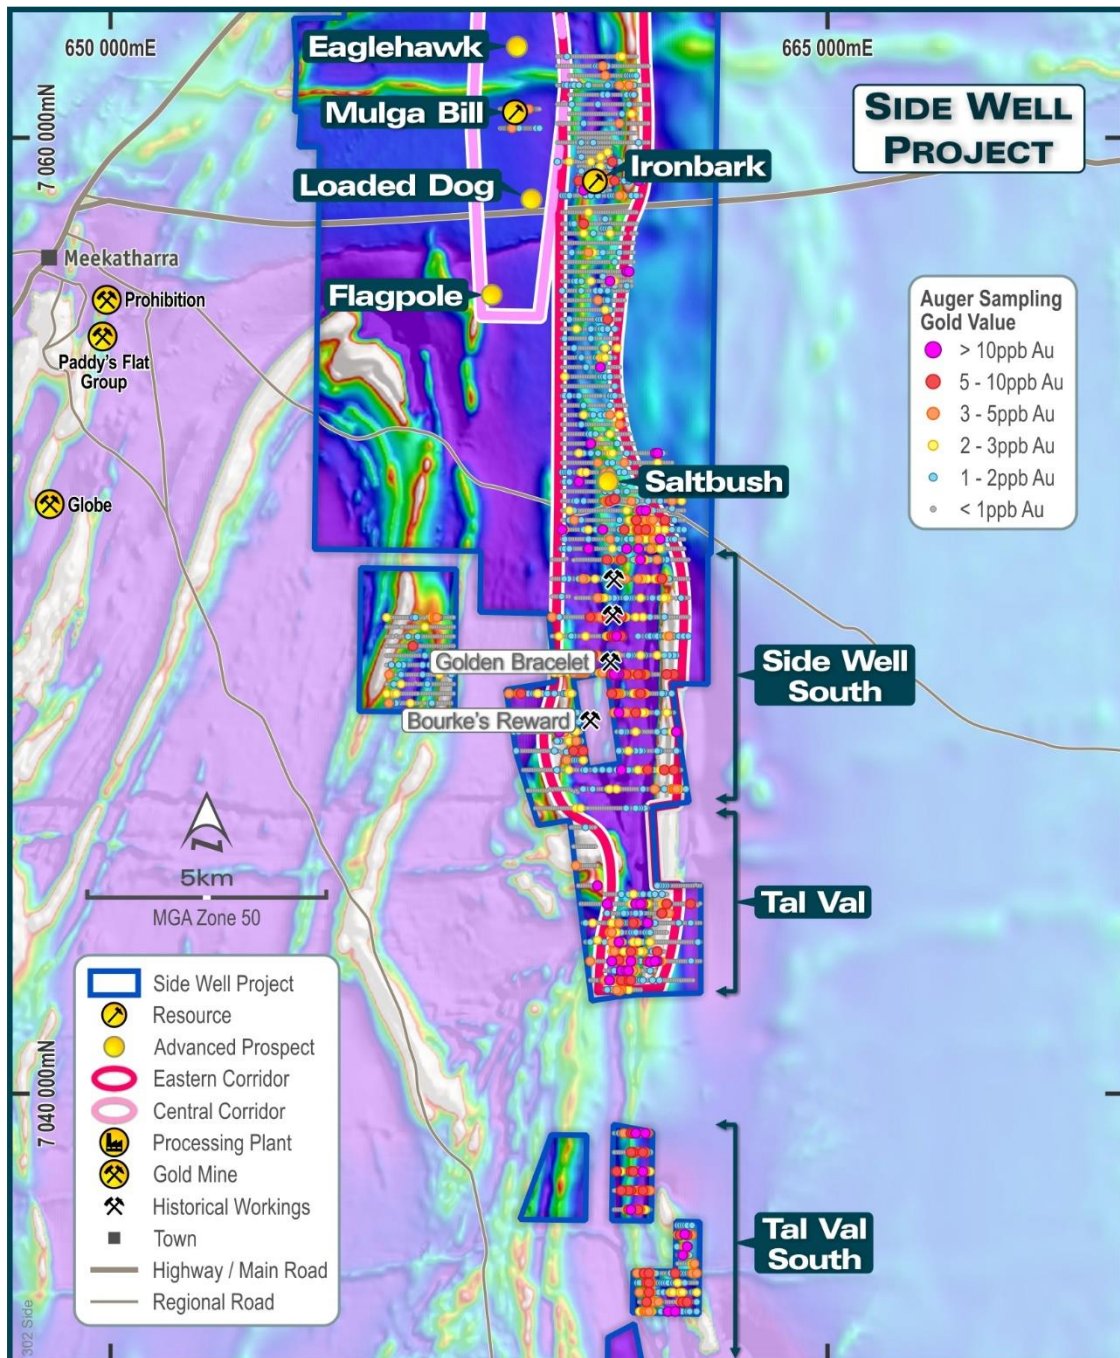 650 000mE
665 000mE
Eaglehawk
SIDE WELL
PROJECT
7 060 000mN
Mulga Bill
Ironbark
Loaded Dog
Meekatharra
Flagpole
Prohibition
Paddy's Flat
Group
Auger Sampling
Gold Value
> 10ppb Au
5 - 10ppb Au
3 - 5ppb Au
2 - 3ppb Au
1 - 2ppb Au
< 1ppb Au
Saltbush
Globe
Side Well
South
Golden Bracelet
Bourke's Reward
N
5km
MGA Zone 50
Tal Val
Side Well Project
Resource
Advanced Prospect
Eastern Corridor
Central Corridor
Processing Plant
Gold Mine
Historical Workings
Town
Highway / Main Road
Regional Road
7 040 000mN
Tal Val
South
302 Side